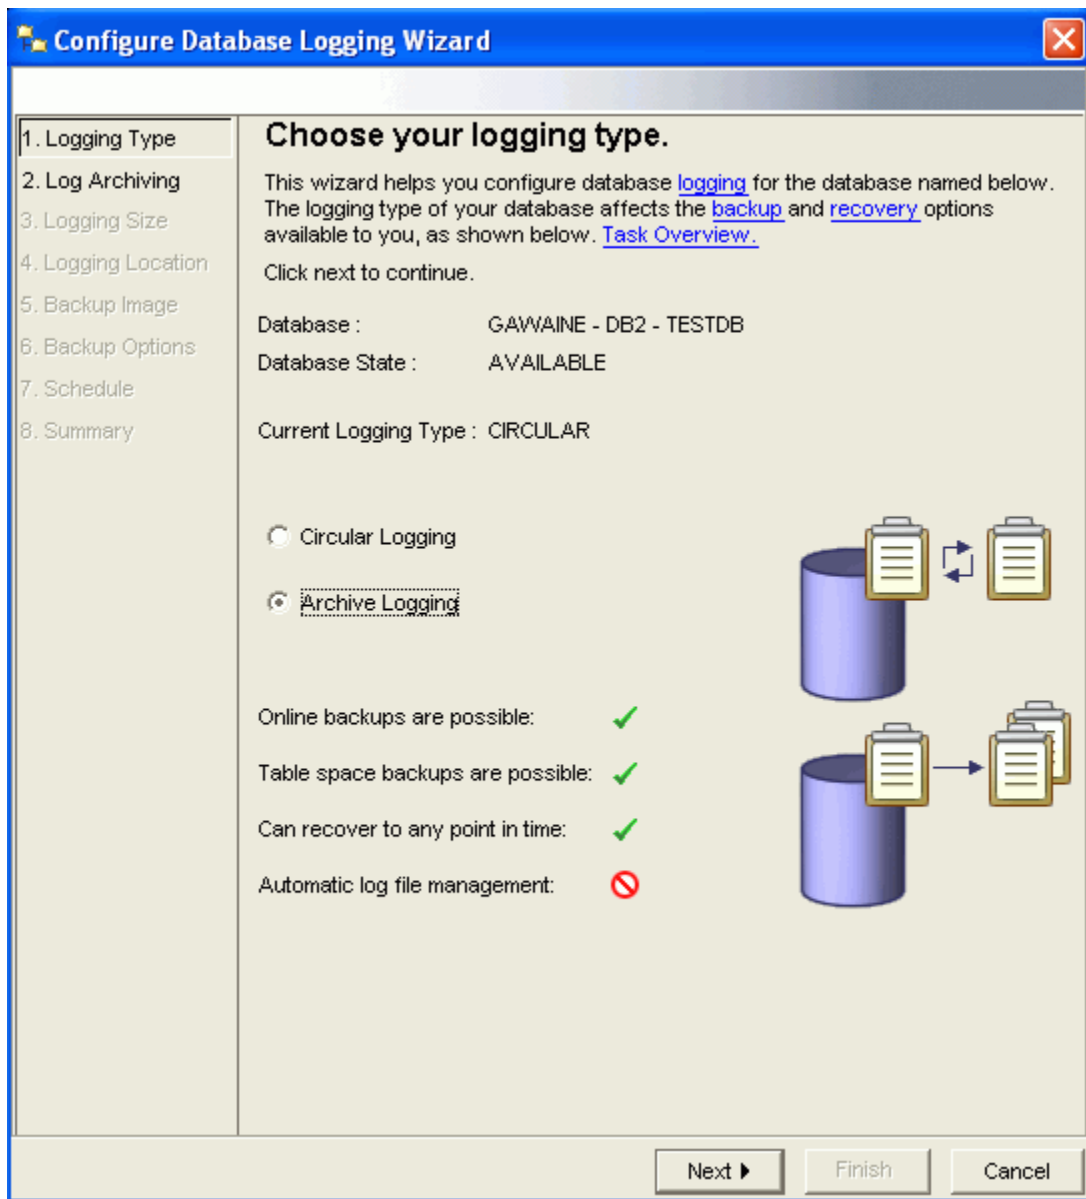 Configure Database Logging Wizard
1. Logging Type
2. Log Archiving
3. Logging Size
4. Logging Location
5. Backup Image
6. Backup Options
7. Schedule
8. Summary
Choose your logging type.
This wizard helps you configure database logging for the database named below.
The logging type of your database affects the backup and recovery options
available to you, as shown below. Task Overview.
Click next to continue.
Database : GAWAINE - DB2 - TESTDB
Database State : AVAILABLE
Current Logging Type : CIRCULAR
Circular Logging
Archive Logging
Online backups are possible:
Table space backups are possible:
Can recover to any point in time:
Automatic log file management:
Next
Finish
Cancel